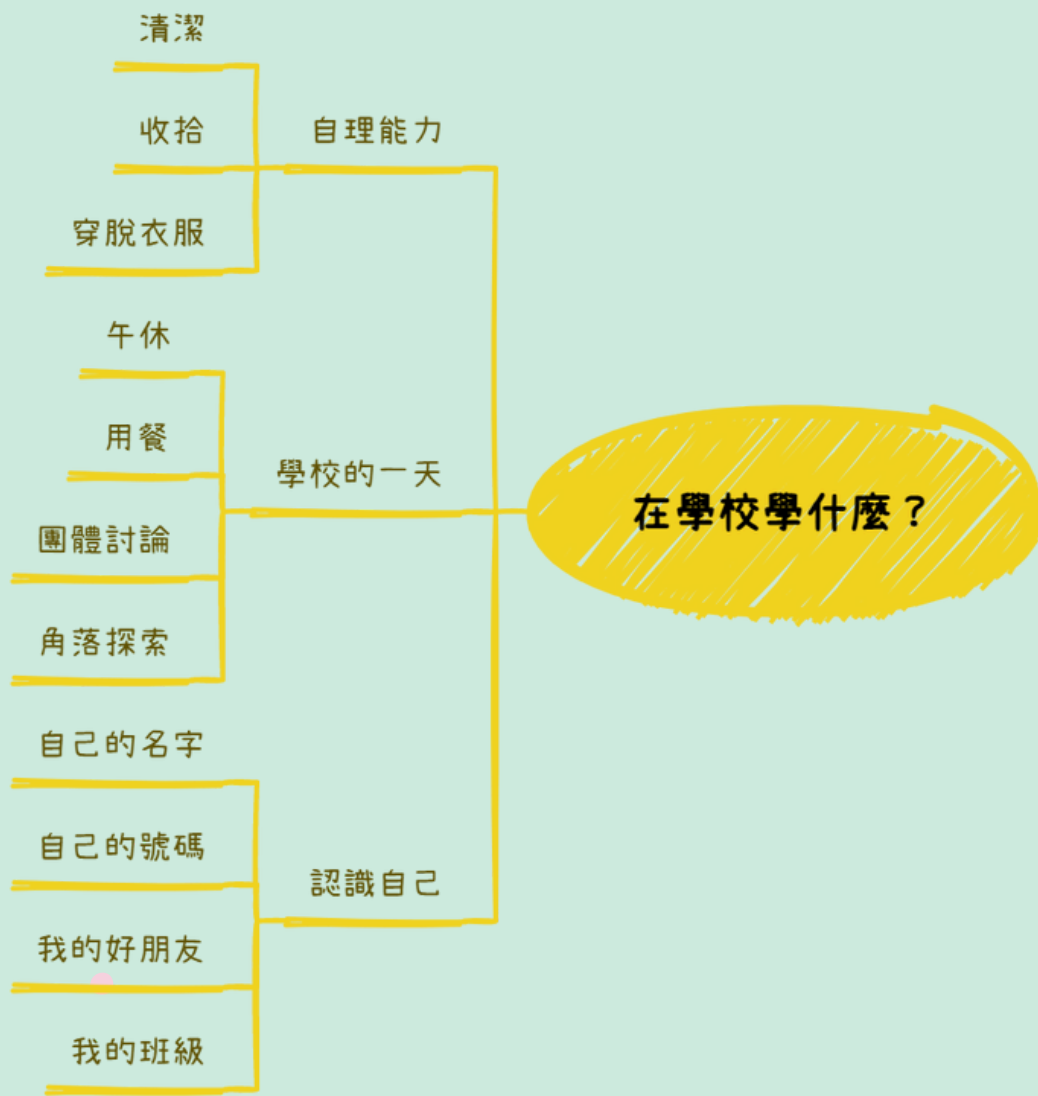 清潔
收拾
自理能力
穿脫衣服
午休
用餐
學校的一天
團體討論
角落探索
在學校學什麼？
自己的名字
自己的號碼
認識自己
我的好朋友
我的班級